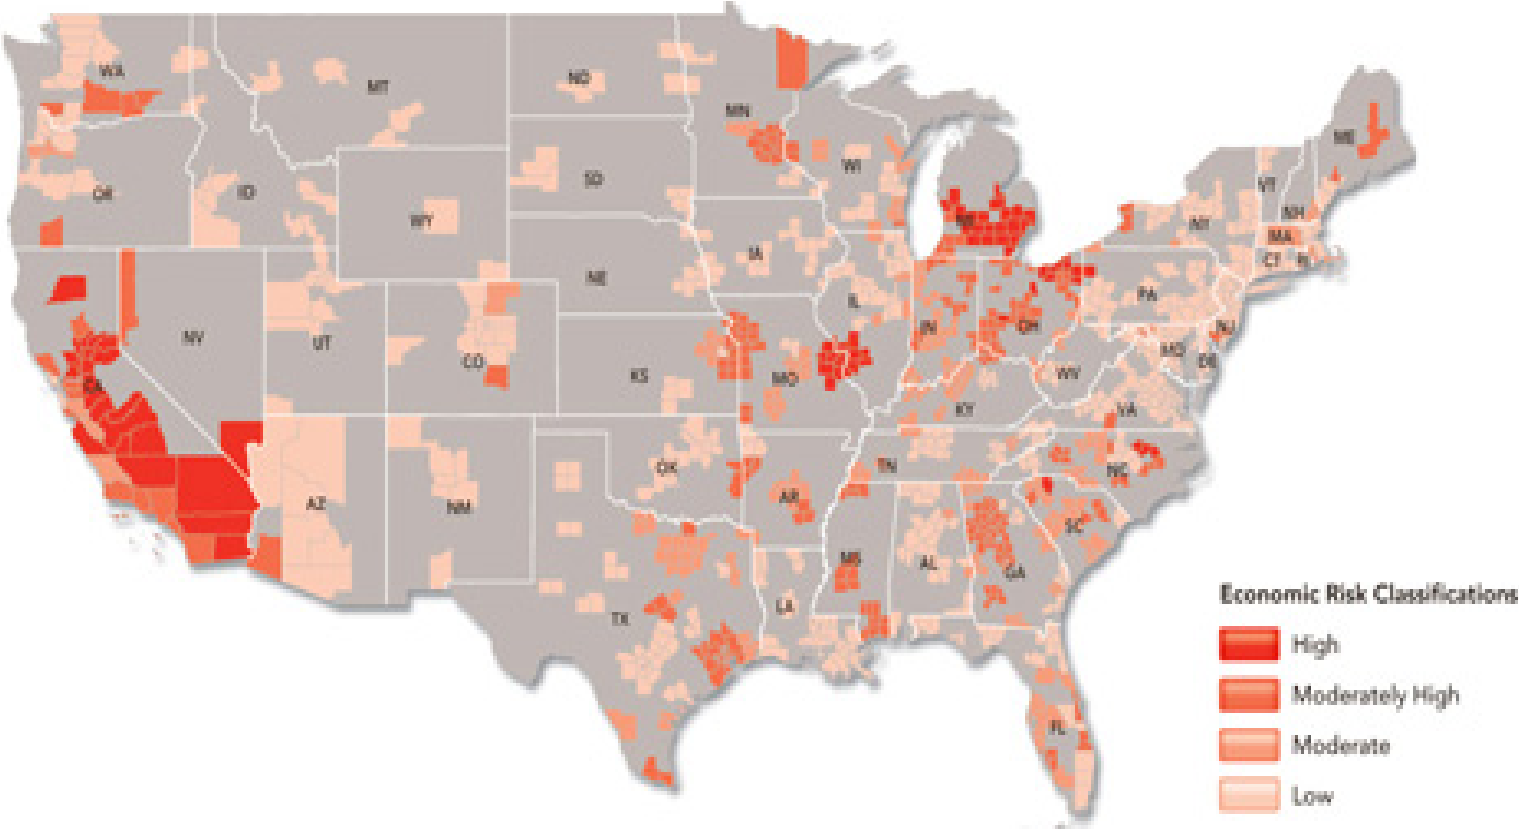 WA
MT
ND
MN
ME
OR
ID
SD
WI
VT
NH
WY
NY
MA
IA
CT
NE
IL
PA
NV
UT
IN
OH
NJ
CO
MD
DE
KS
MO
WV
CA
KY
VA
OK
TN
NC
AZ
NM
AR
SC
MS
AL
GA
LA
TX
FL
Economic Risk Classifications
High
Moderately High
Moderate
Low